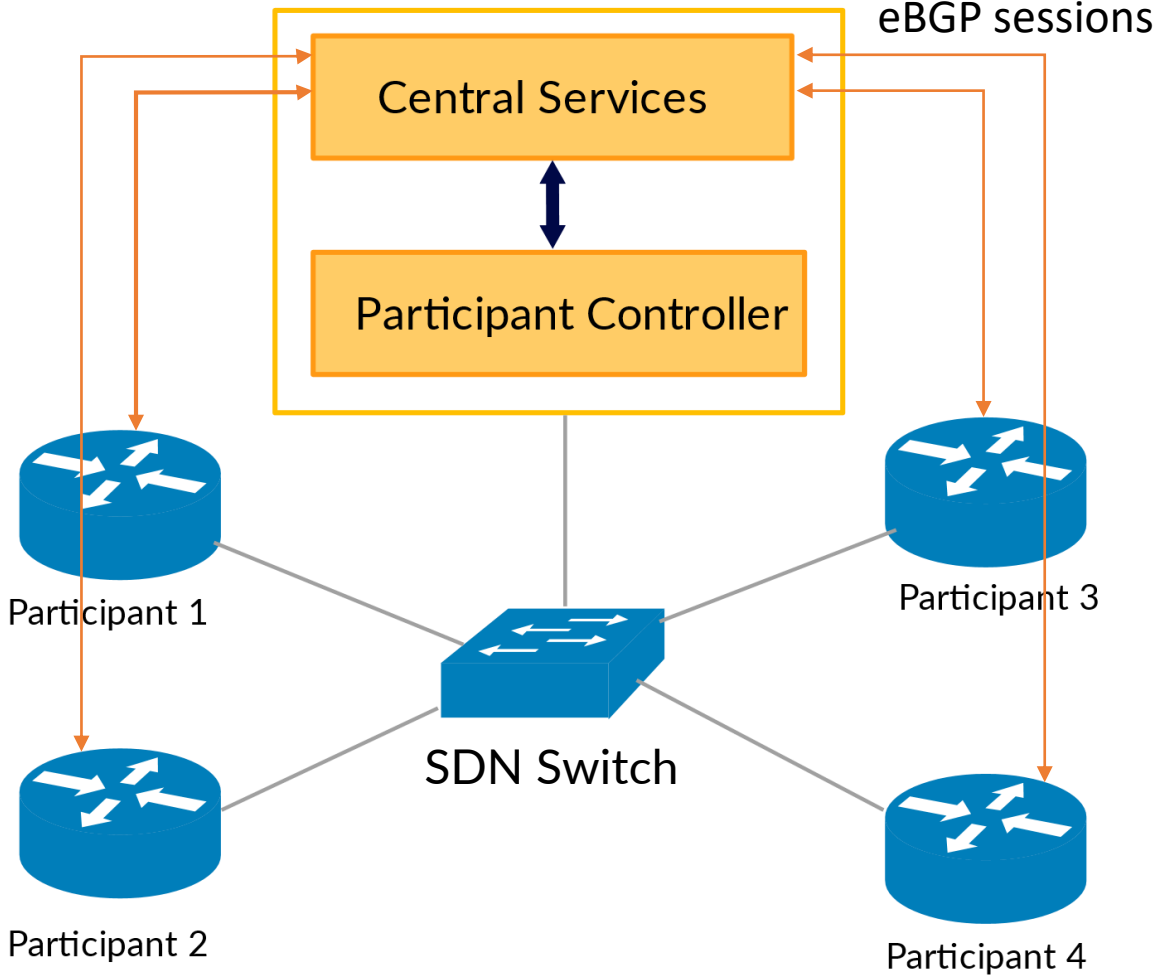 eBGP sessions
Central Services
Participant Controller
Participant 1
Participant 3
SDN Switch
Participant 2
Participant 4